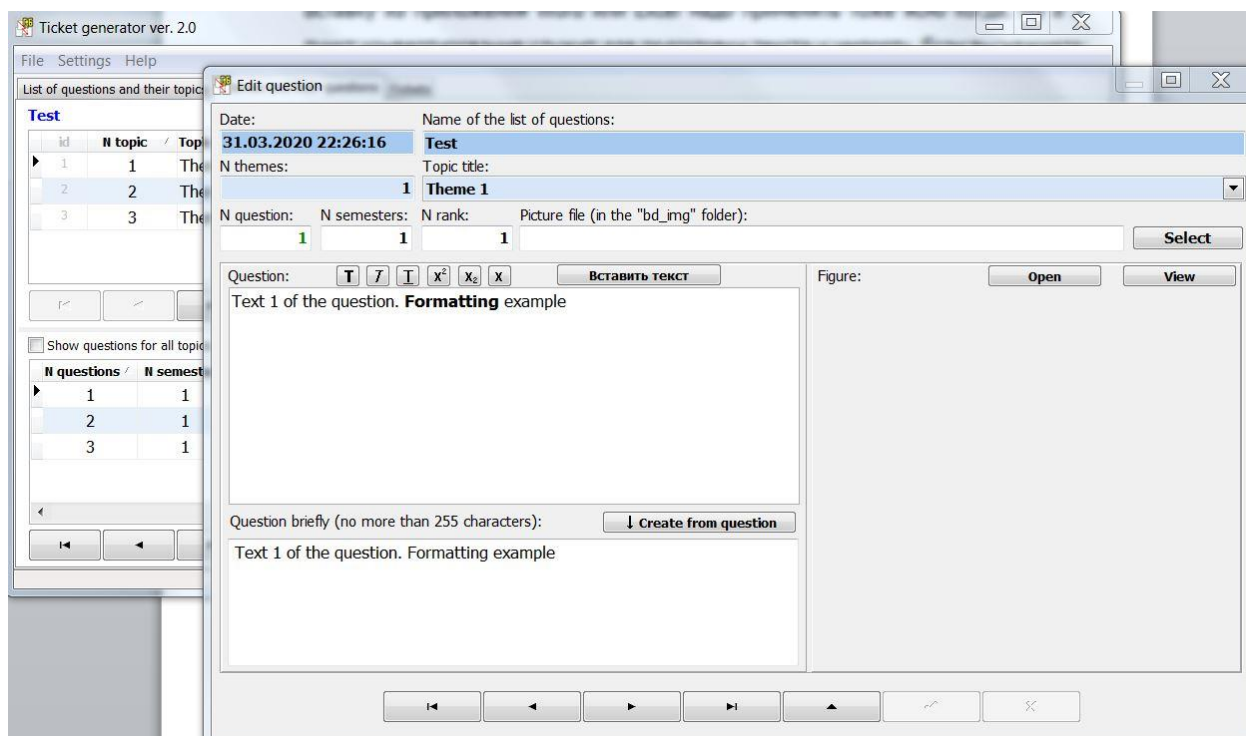 Ticket generator ver. 2.0
File Settings Help
List of questions and their topic
Test
id N topic Topi
1 1 The
2 2 The
3 3 The
Show questions for all topic
N questions N semest
1 1
2 1
3 1
Edit question
Date: Name of the list of questions:
31.03.2020 22:26:16 Test
N themes: Topic title:
1 Theme 1
N question: N semesters: N rank: Picture file (in the "bd_img" folder):
1 1 1 Select
Question: T T T x² x₂ x Вставить текст Figure: Open View
Text 1 of the question. Formatting example
Question briefly (no more than 255 characters): ↓ Create from question
Text 1 of the question. Formatting example